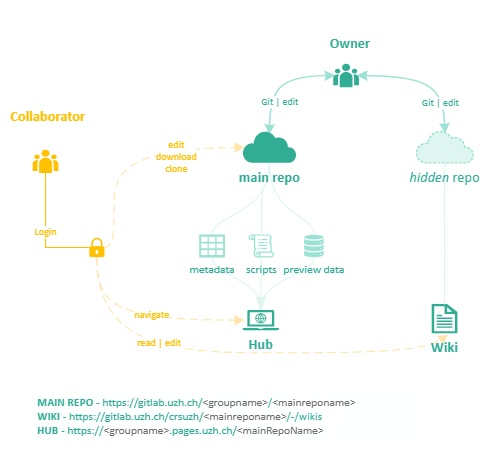 Owner
Git | edit
Git | edit
Collaborator
edit
download
clone
main repo
hidden repo
Login
metadata
scripts
preview data
navigate
Hub
read | edit
Wiki
MAIN REPO - https://gitlab.uzh.ch/<groupname>/<mainreponame>
WIKI - https://gitlab.uzh.ch/crsuzh/<mainreponame>/-/wikis
HUB - https://<groupname>.pages.uzh.ch/<mainRepoName>